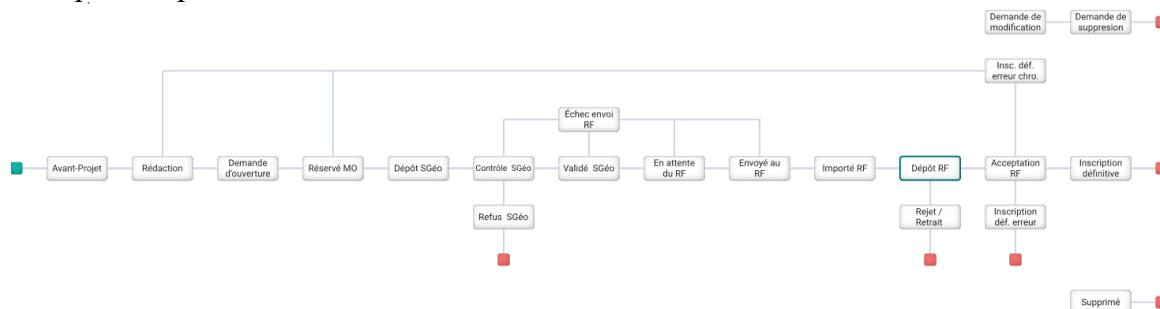 Demande de
modification
Demande de
suppresion
Insc. déf.
erreur chro.
Échec envoi
RF
Avant-Projet
Rédaction
Demande
d'ouverture
Réservé MO
Dépôt SGéo
Contrôle SGéo
Validé SGéo
En attente
du RF
Envoyé au
RF
Importé RF
Dépôt RF
Acceptation
RF
Inscription
définitive
Refus SGéo
Rejet /
Retrait
Inscription
déf. erreur
Supprimé